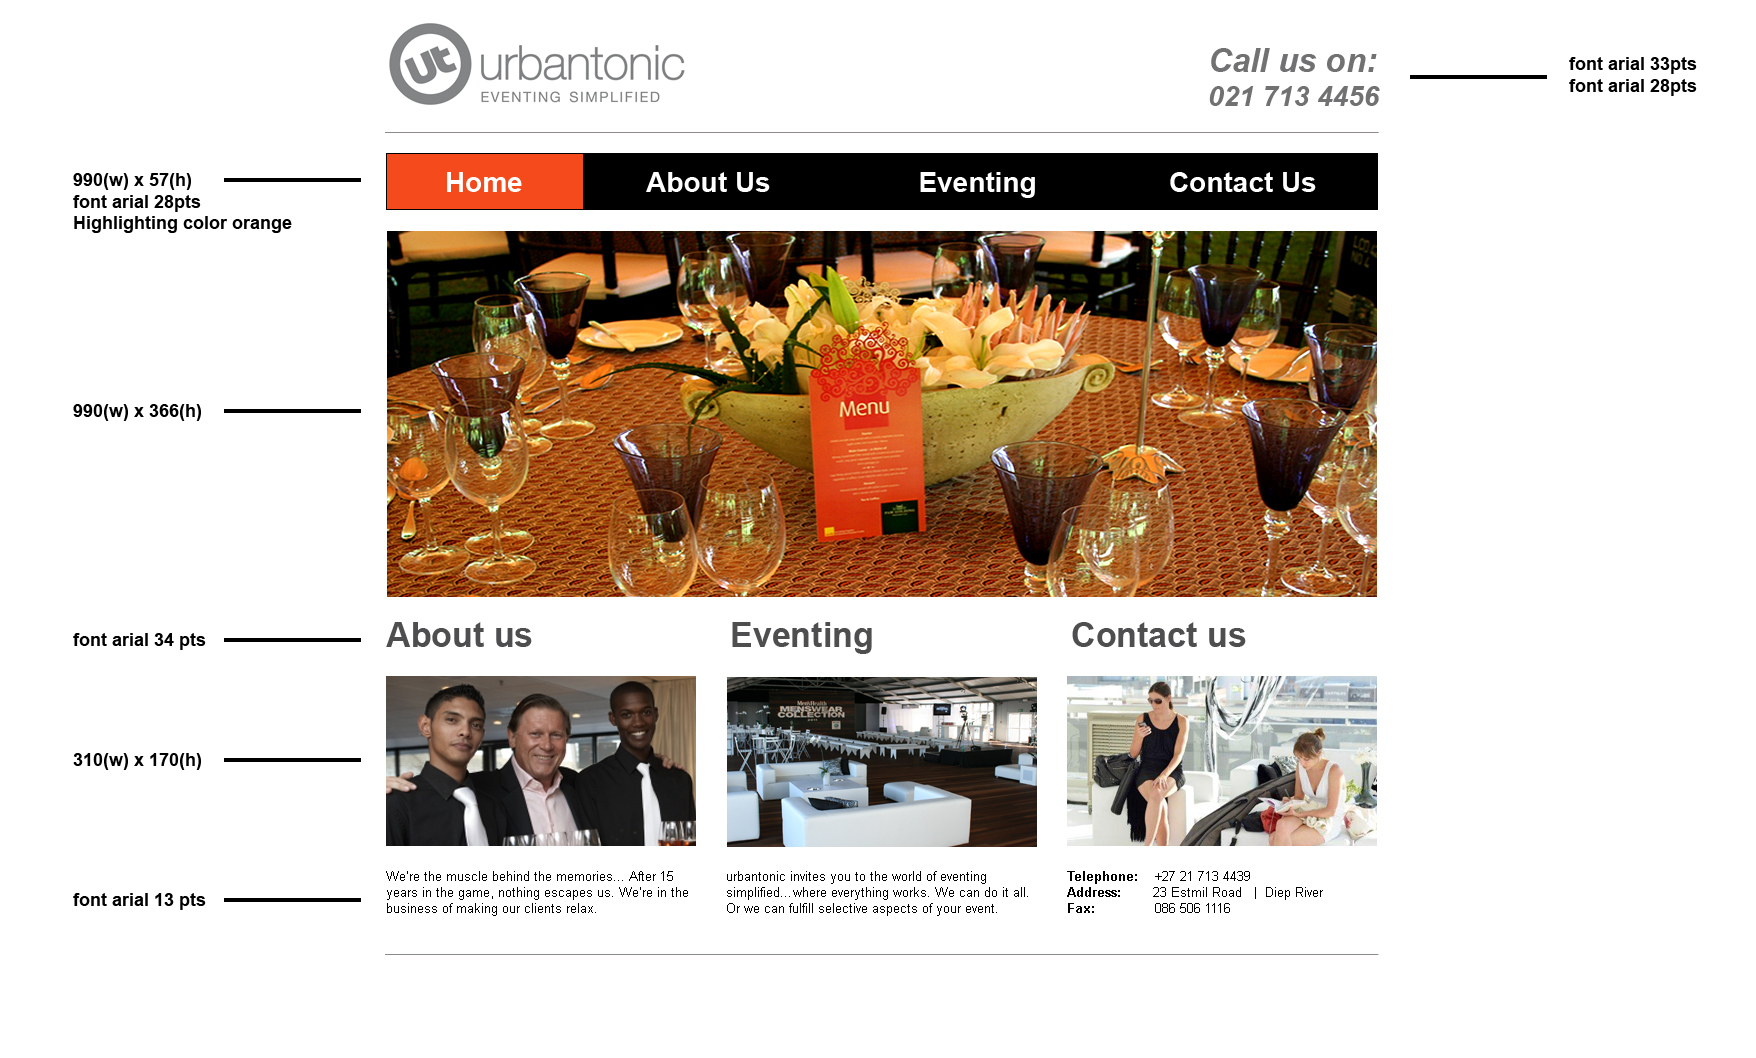 ut urbantonic
EVENTING SIMPLIFIED
Call us on:
021 713 4456
font arial 33pts
font arial 28pts
990(w) x 57(h)
font arial 28pts
Highlighting color orange
Home About Us Eventing Contact Us
990(w) x 366(h)
Menu
font arial 34 pts
About us
Eventing
Contact us
310(w) x 170(h)
Men'sHealth
MENSWEAR
COLLECTION
font arial 13 pts
We're the muscle behind the memories... After 15
years in the game, nothing escapes us. We're in the
business of making our clients relax.
urbantonic invites you to the world of eventing
simplified...where everything works. We can do it all.
Or we can fulfill selective aspects of your event.
Telephone: +27 21 713 4439
Address: 23 Estmil Road | Diep River
Fax: 086 506 1116